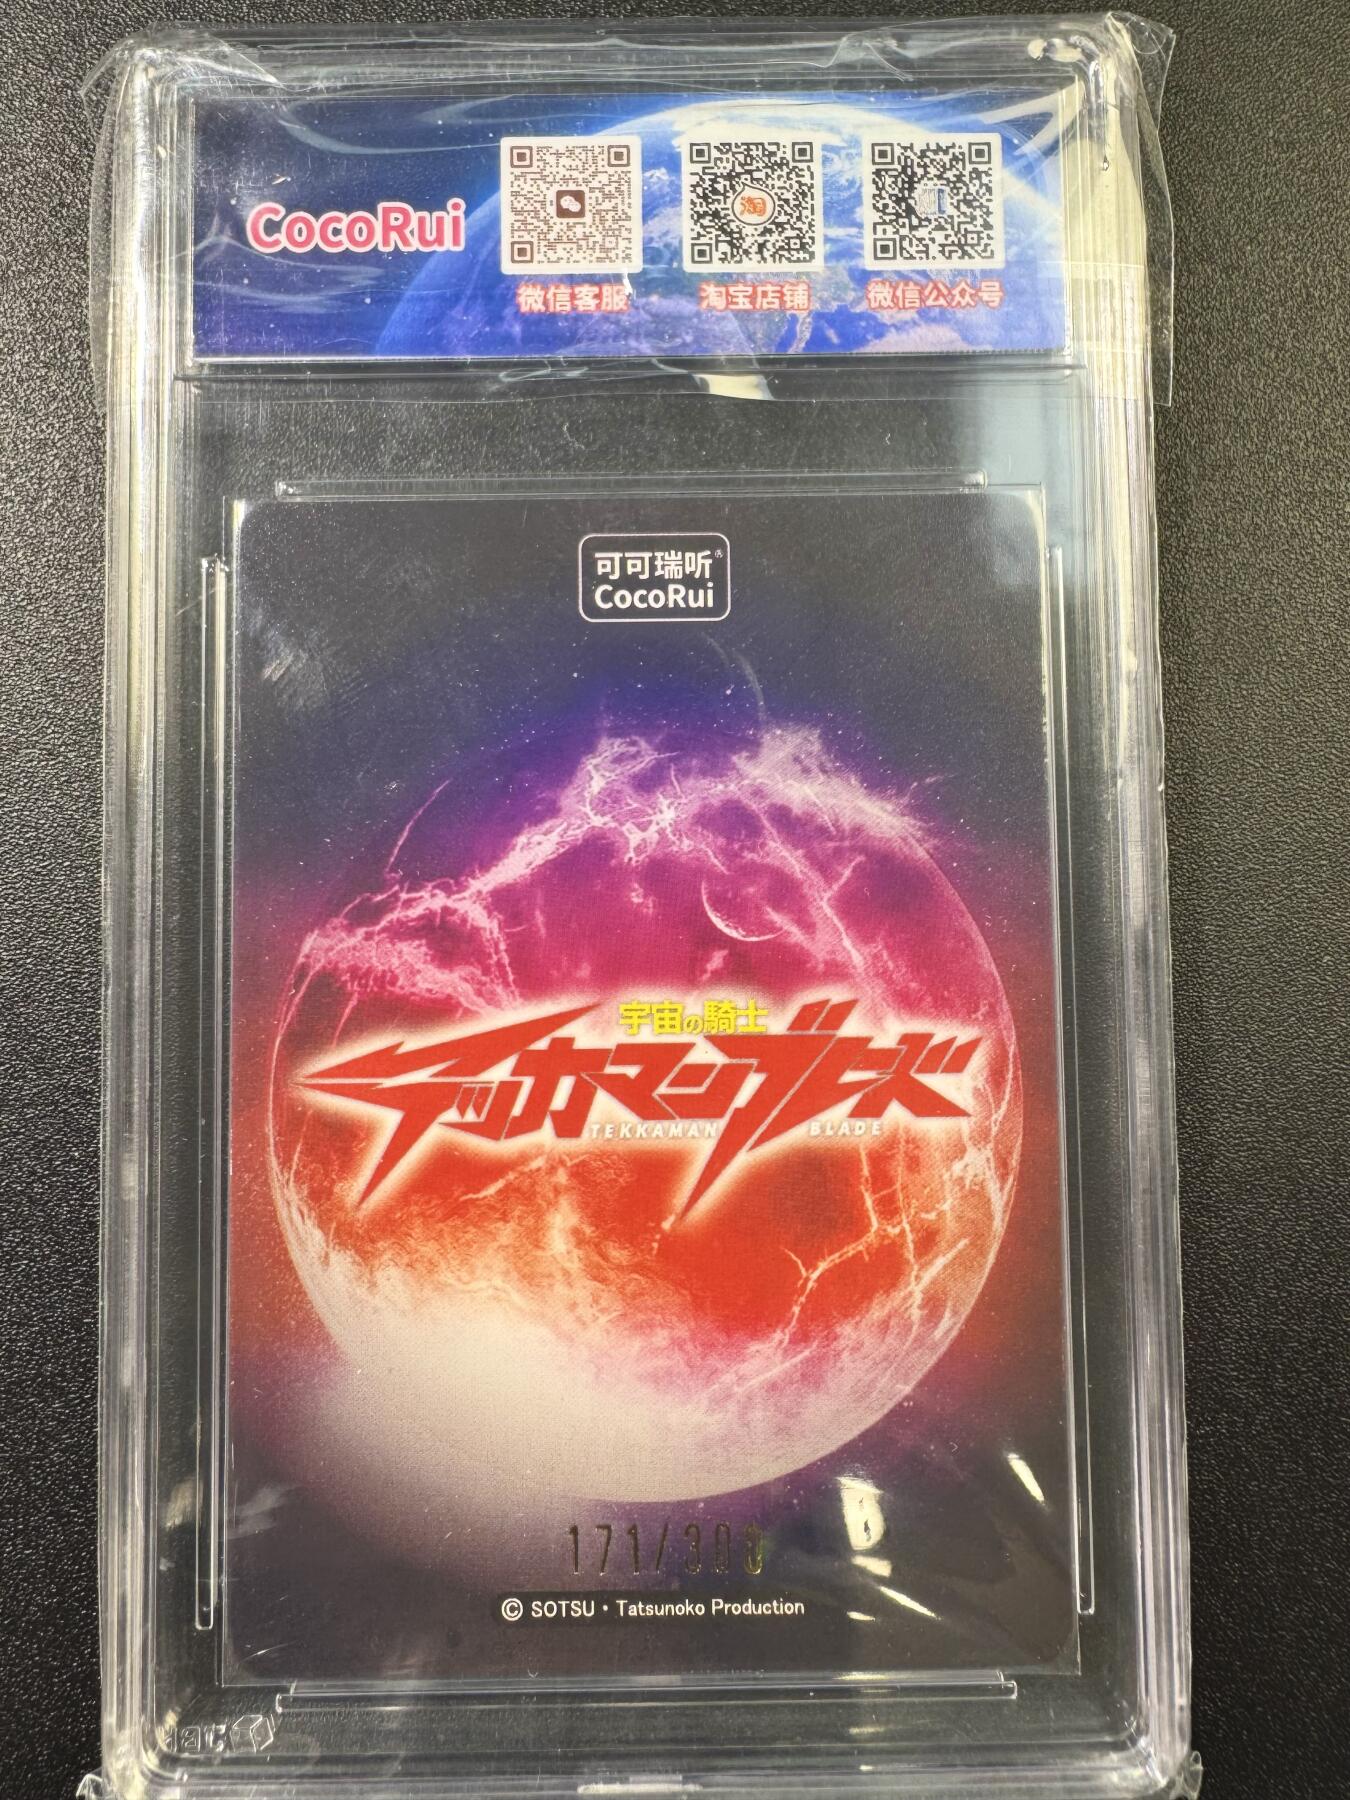 CocoRui
微信客服
淘宝店铺
微信公众号
可可瑞听®
CocoRui
宇宙の騎士
テッカマンブレード
TEKKAMAN BLADE
171/300
© SOTSU・Tatsunoko Production